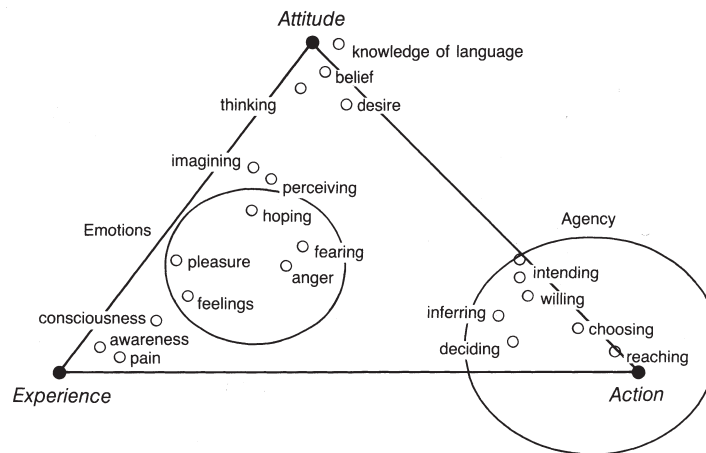 Attitude
knowledge of language
belief
thinking
desire
imagining
perceiving
hoping
Emotions
Agency
fearing
pleasure
anger
intending
feelings
willing
consciousness
inferring
choosing
awareness
deciding
pain
reaching
Experience
Action